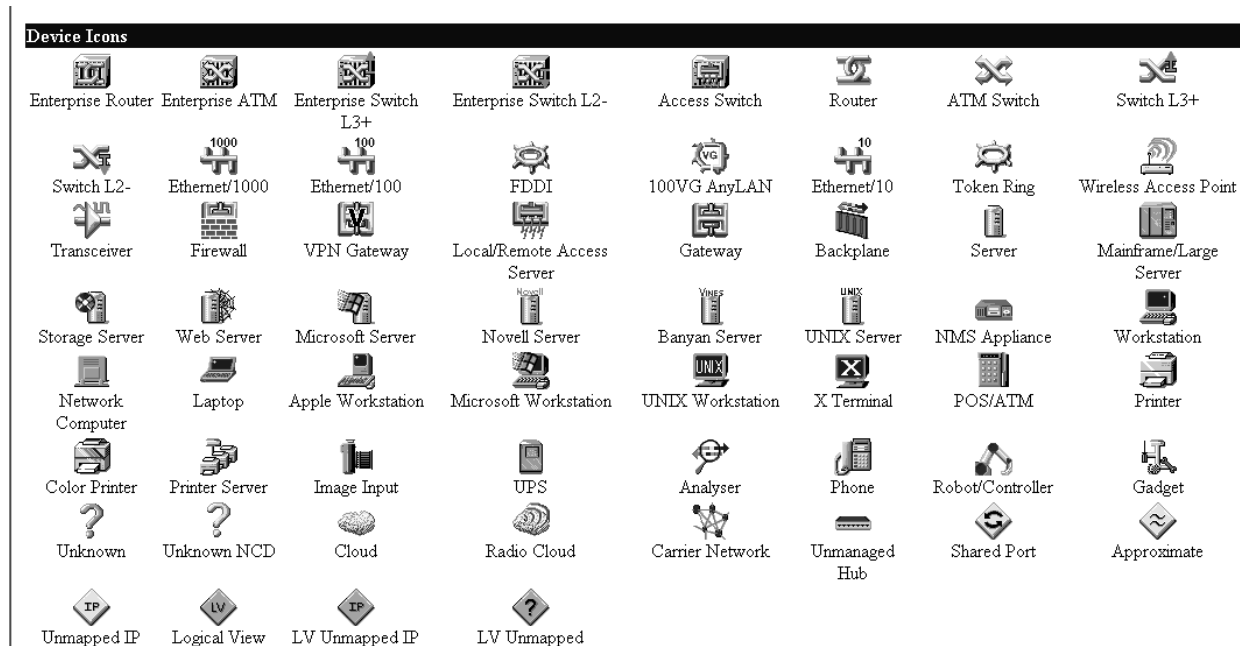 Device Icons
Enterprise Router Enterprise ATM Enterprise Switch Enterprise Switch L2- Access Switch Router ATM Switch Switch L3+
L3+
1000 100 VG 10
Switch L2- Ethernet/1000 Ethernet/100 FDDI 100VG AnyLAN Ethernet/10 Token Ring Wireless Access Point
V
Transceiver Firewall VPN Gateway Local/Remote Access Gateway Backplane Server Mainframe/Large
Server Server
Novell VINES UNIX
Storage Server Web Server Microsoft Server Novell Server Banyan Server UNIX Server NMS Appliance Workstation
UNIX X
Network Laptop Apple Workstation Microsoft Workstation UNIX Workstation X Terminal POS/ATM Printer
Computer
Color Printer Printer Server Image Input UPS Analyser Phone Robot/Controller Gadget
? ? ≈
Unknown Unknown NCD Cloud Radio Cloud Carrier Network Unmanaged Shared Port Approximate
Hub
IP LV IP ?
Unmapped IP Logical View LV Unmapped IP LV Unmapped